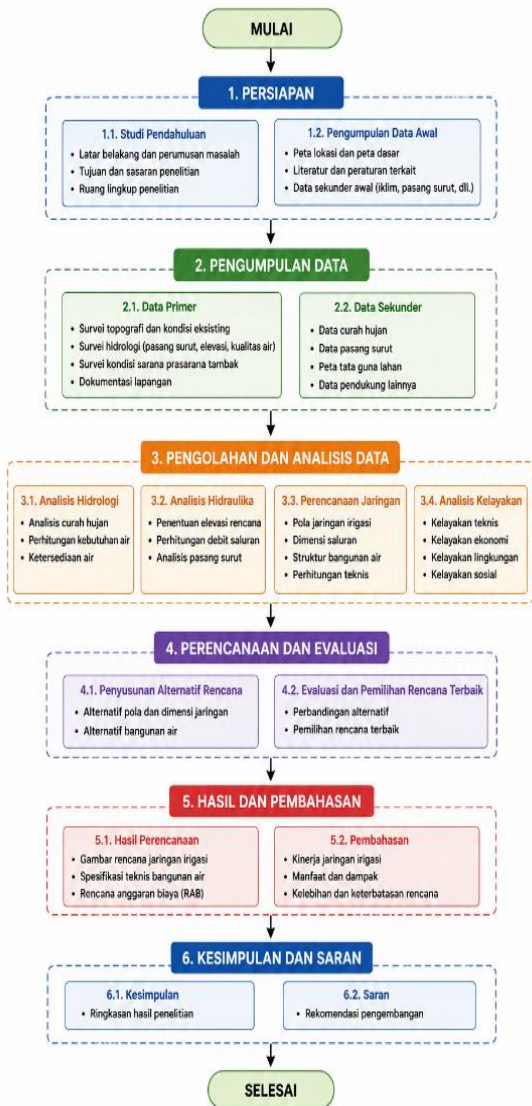 MULAI
1. PERSIAPAN
1.1. Studi Pendahuluan
• Latar belakang dan perumusan masalah
• Tujuan dan sasaran penelitian
• Ruang lingkup penelitian
1.2. Pengumpulan Data Awal
• Peta lokasi dan peta dasar
• Literatur dan peraturan terkait
• Data sekunder awal (iklim, pasang surut, dll.)
2. PENGUMPULAN DATA
2.1. Data Primer
• Survei topografi dan kondisi eksisting
• Survei hidrologi (pasang surut, elevasi, kualitas air)
• Survei kondisi sarana prasarana tambak
• Dokumentasi lapangan
2.2. Data Sekunder
• Data curah hujan
• Data pasang surut
• Peta tata guna lahan
• Data pendukung lainnya
3. PENGOLAHAN DAN ANALISIS DATA
3.1. Analisis Hidrologi
• Analisis curah hujan
• Perhitungan kebutuhan air
• Ketersediaan air
3.2. Analisis Hidraulika
• Penentuan elevasi rencana
• Perhitungan debit saluran
• Analisis pasang surut
3.3. Perencanaan Jaringan
• Pola jaringan irigasi
• Dimensi saluran
• Struktur bangunan air
• Perhitungan teknis
3.4. Analisis Kelayakan
• Kelayakan teknis
• Kelayakan ekonomi
• Kelayakan lingkungan
• Kelayakan sosial
4. PERENCANAAN DAN EVALUASI
4.1. Penyusunan Alternatif Rencana
• Alternatif pola dan dimensi jaringan
• Alternatif bangunan air
4.2. Evaluasi dan Pemilihan Rencana Terbaik
• Perbandingan alternatif
• Pemilihan rencana terbaik
5. HASIL DAN PEMBAHASAN
5.1. Hasil Perencanaan
• Gambar rencana jaringan irigasi
• Spesifikasi teknis bangunan air
• Rencana anggaran biaya (RAB)
5.2. Pembahasan
• Kinerja jaringan irigasi
• Manfaat dan dampak
• Kelebihan dan keterbatasan rencana
6. KESIMPULAN DAN SARAN
6.1. Kesimpulan
• Ringkasan hasil penelitian
6.2. Saran
• Rekomendasi pengembangan
SELESAI